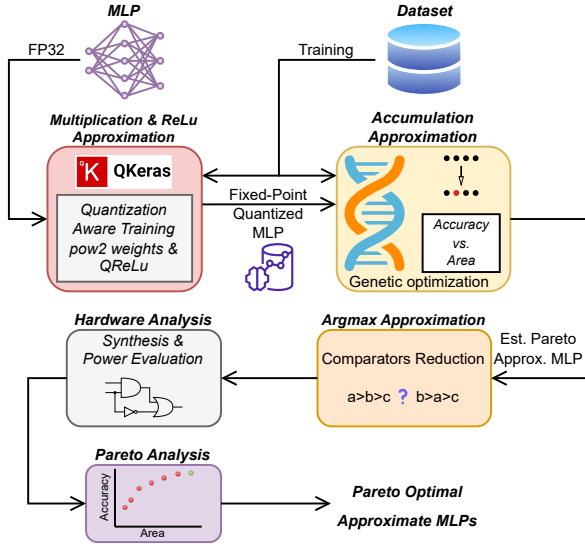 MLP
Dataset
FP32
Training
Multiplication & ReLu
Approximation
Accumulation
Approximation
K
QKeras
Quantization
Aware Training
pow2 weights &
QReLu
Fixed-Point
Quantized
MLP
Accuracy
vs.
Area
Genetic optimization
Hardware Analysis
Argmax Approximation
Synthesis &
Power Evaluation
Comparators Reduction
a>b>c ? b>a>c
Est. Pareto
Approx. MLP
Pareto Analysis
Accuracy
Area
Pareto Optimal
Approximate MLPs